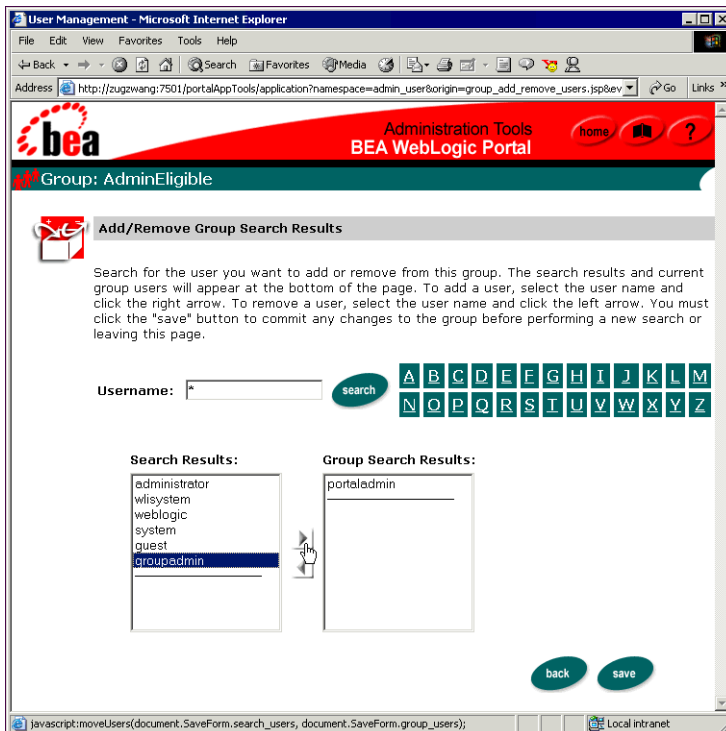 User Management - Microsoft Internet Explorer
File Edit View Favorites Tools Help
Back Search Favorites Media
Address http://zugzwang:7501/portalAppTools/application?namespace=admin_user&origin=group_add_remove_users.jsp&ev Go Links »
bea
Administration Tools
BEA WebLogic Portal
home ?
Group: AdminEligible
Add/Remove Group Search Results
Search for the user you want to add or remove from this group. The search results and current
group users will appear at the bottom of the page. To add a user, select the user name and
click the right arrow. To remove a user, select the user name and click the left arrow. You must
click the "save" button to commit any changes to the group before performing a new search or
leaving this page.
A B C D E F G H I J K L M
Username: * search
N O P Q R S T U V W X Y Z
Search Results: Group Search Results:
administrator portaladmin
wlisystem
weblogic
system
guest
groupadmin
back save
javascript:moveUsers(document.SaveForm.search_users, document.SaveForm.group_users); Local intranet